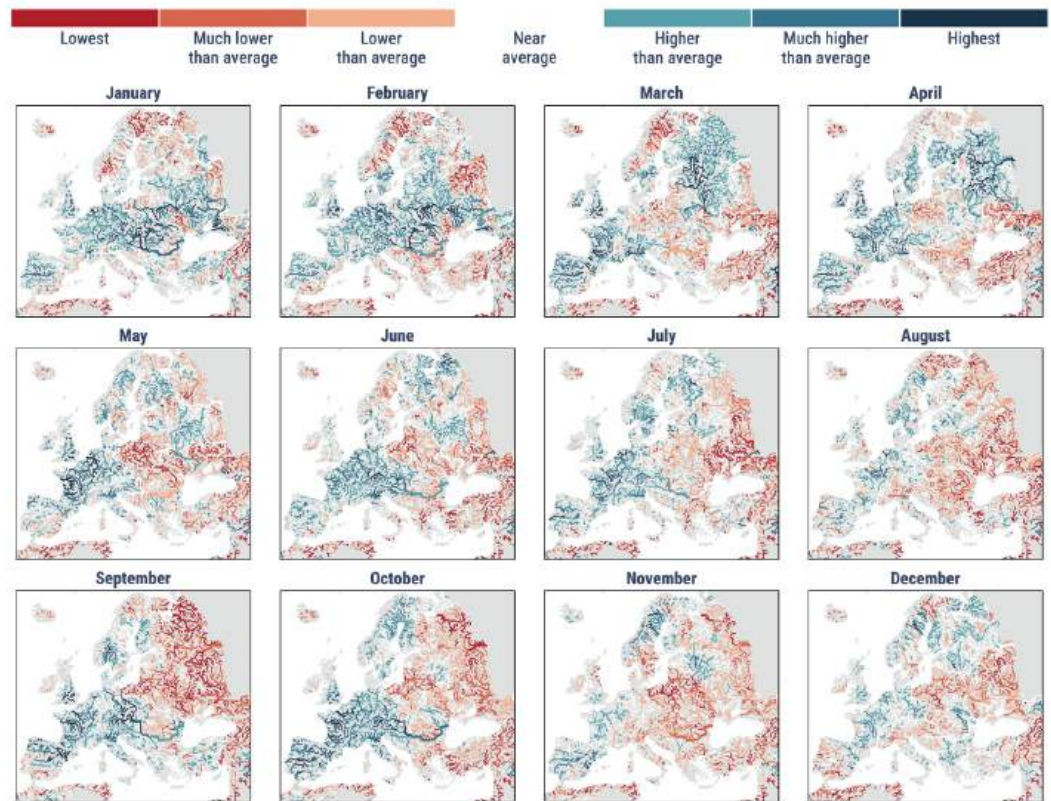 Lowest
Much lower
than average
Lower
than average
Near
average
Higher
than average
Much higher
than average
Highest
January
February
March
April
May
June
July
August
September
October
November
December